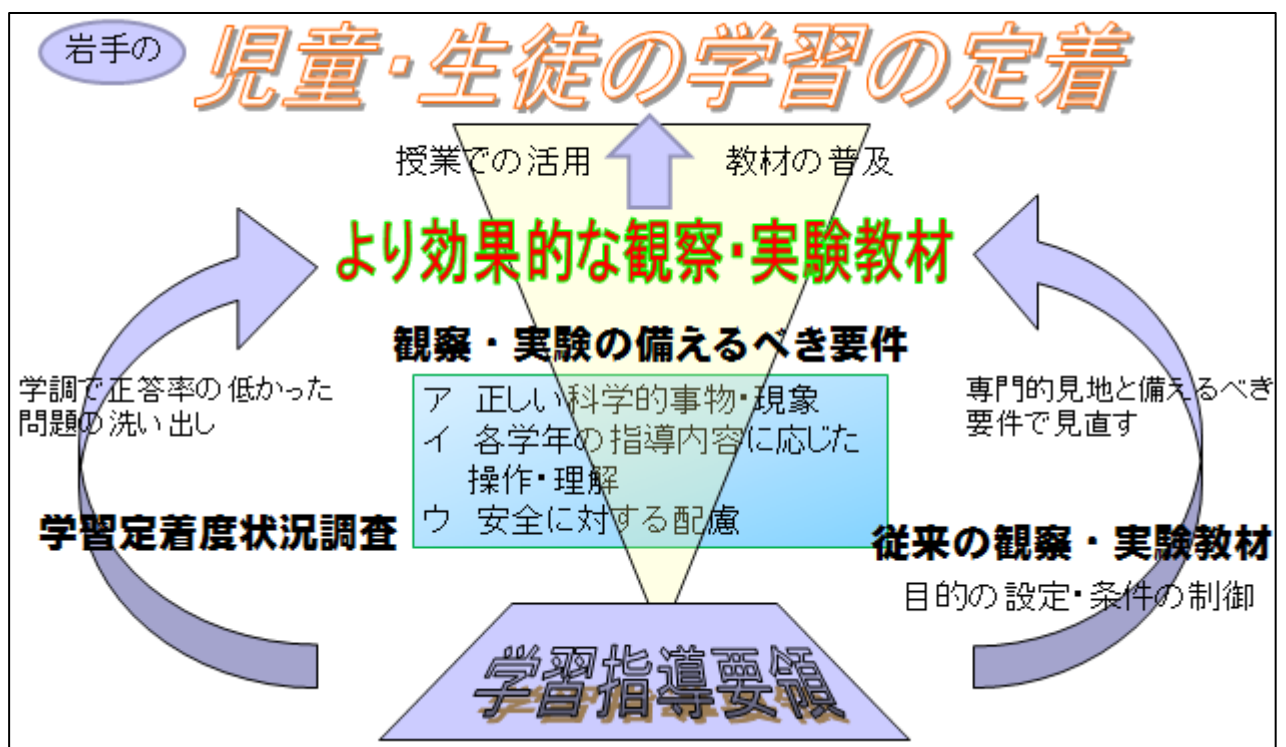 岩手の
児童・生徒の学習の定着
授業での活用
教材の普及
より効果的な観察・実験教材
観察・実験の備えるべき要件
学調で正答率の低かった
問題の洗い出し
ア 正しい科学的事物・現象
イ 各学年の指導内容に応じた
操作・理解
ウ 安全に対する配慮
専門的見地と備えるべき
要件で見直す
学習定着度状況調査
従来の観察・実験教材
目的の設定・条件の制御
学習指導要領